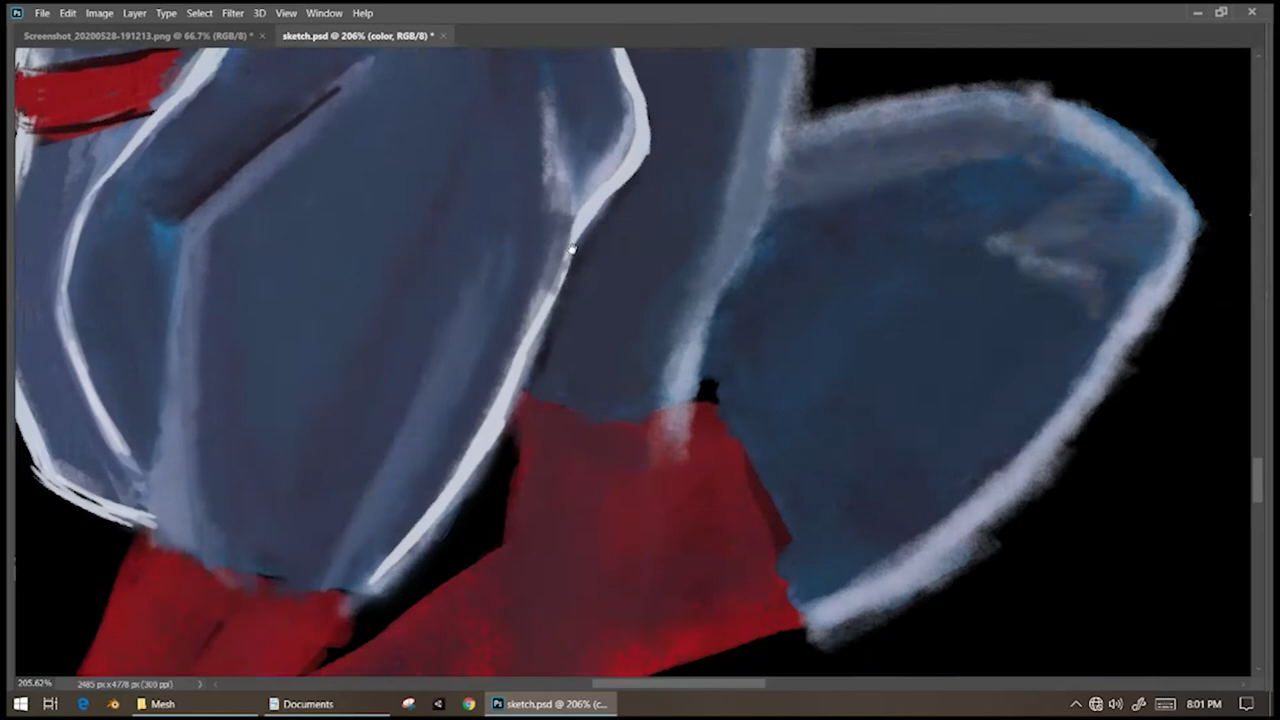 Ps File Edit Image Layer Type Select Filter 3D View Window Help
Screenshot_20200528-191213.png @ 66.7% (RGB/8) * × sketch.psd @ 206% (color, RGB/8) * ×
205.62% 2485 px x 4778 px (300 ppi)
Mesh Documents Ps sketch.psd @ 206% (c... 8:01 PM